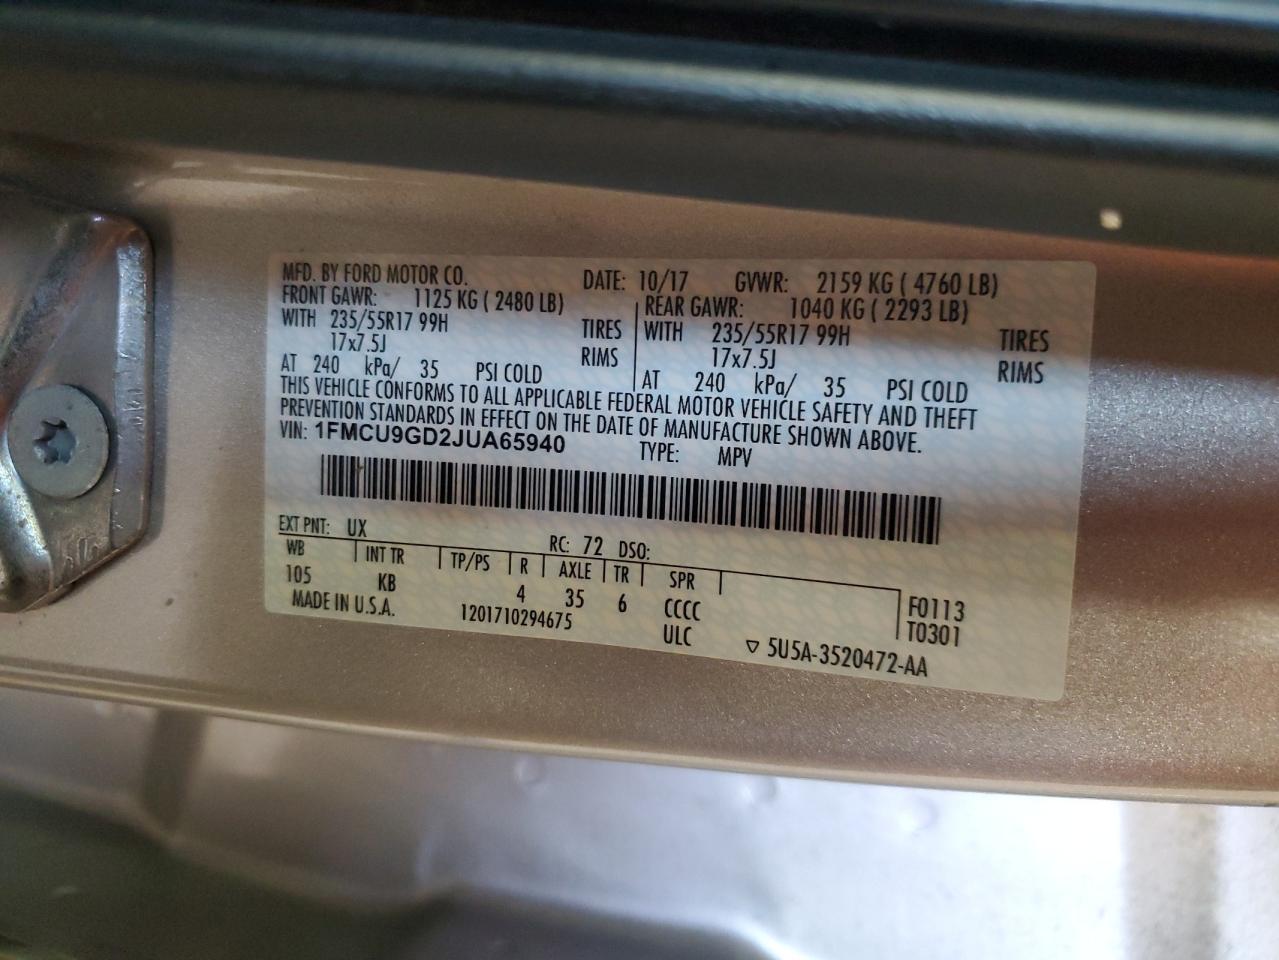 MFD. BY FORD MOTOR CO. DATE: 10/17 GVWR: 2159 KG ( 4760 LB)
FRONT GAWR: 1125 KG ( 2480 LB) REAR GAWR: 1040 KG ( 2293 LB)
WITH 235/55R17 99H TIRES WITH 235/55R17 99H TIRES
17x7.5J RIMS 17x7.5J RIMS
AT 240 kPa/ 35 PSI COLD AT 240 kPa/ 35 PSI COLD
THIS VEHICLE CONFORMS TO ALL APPLICABLE FEDERAL MOTOR VEHICLE SAFETY AND THEFT
PREVENTION STANDARDS IN EFFECT ON THE DATE OF MANUFACTURE SHOWN ABOVE.
VIN: 1FMCU9GD2JUA65940 TYPE: MPV
EXT PNT: UX RC: 72 DSO:
WB INT TR TP/PS R AXLE TR SPR
105 KB 4 35 6 CCCC F0113
MADE IN U.S.A. 1201710294675 ULC T0301
▽ 5U5A-3520472-AA